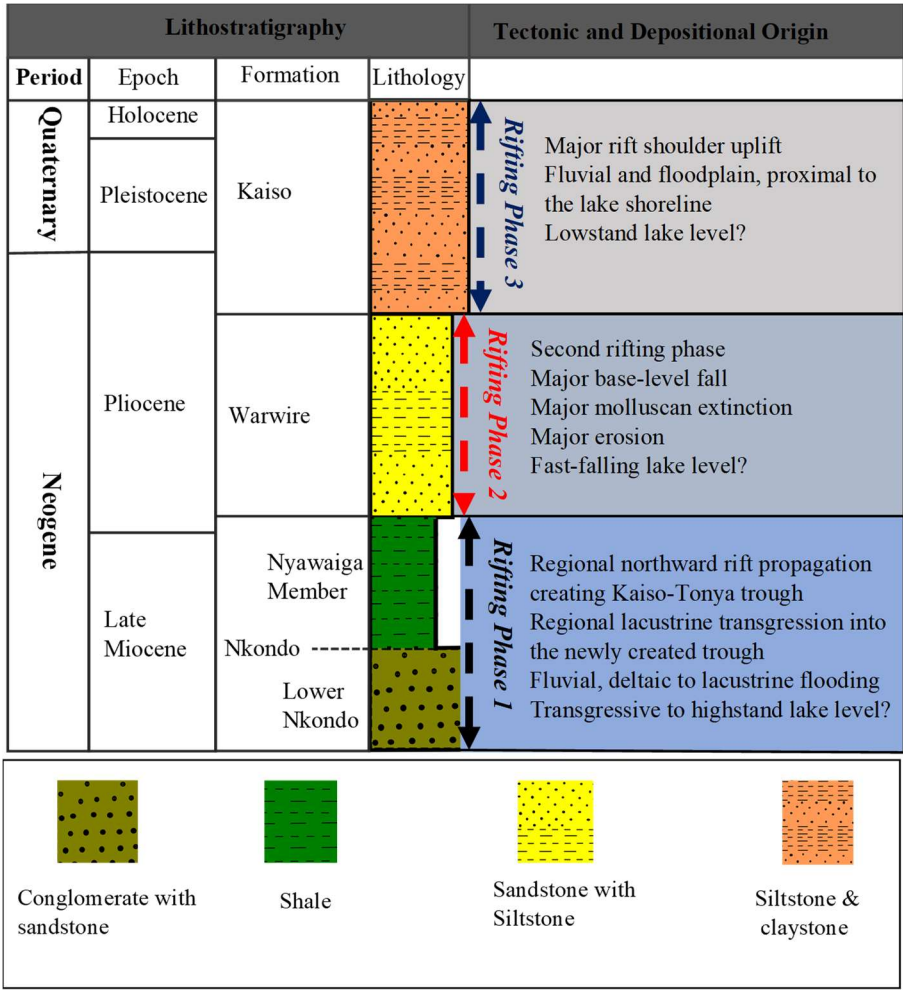 Lithostratigraphy
Tectonic and Depositional Origin
Period
Epoch
Formation
Lithology
Quaternary
Holocene
Pleistocene
Kaiso
Rifting Phase 3
Major rift shoulder uplift
Fluvial and floodplain, proximal to
the lake shoreline
Lowstand lake level?
Neogene
Pliocene
Warwire
Rifting Phase 2
Second rifting phase
Major base-level fall
Major molluscan extinction
Major erosion
Fast-falling lake level?
Late
Miocene
Nyawaiga
Member
Nkondo
Lower
Nkondo
Rifting Phase 1
Regional northward rift propagation
creating Kaiso-Tonya trough
Regional lacustrine transgression into
the newly created trough
Fluvial, deltaic to lacustrine flooding
Transgressive to highstand lake level?
Conglomerate with
sandstone
Shale
Sandstone with
Siltstone
Siltstone &
claystone